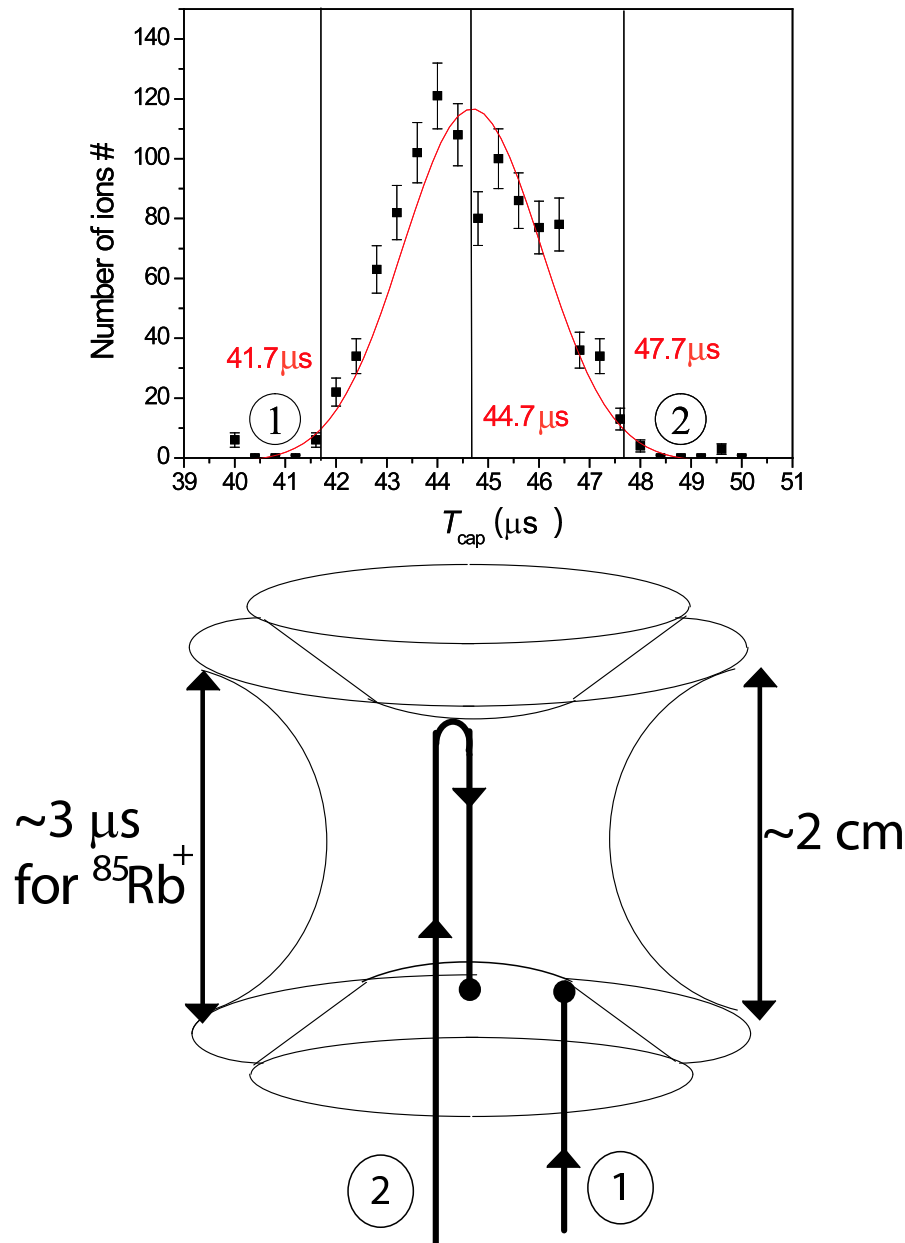 140
120
100
80
60
40
20
0
Number of ions #
41.7μs
44.7μs
47.7μs
1
2
39 40 41 42 43 44 45 46 47 48 49 50 51
T_cap (μs )
~3 μs
for ⁸⁵Rb⁺
~2 cm
2
1